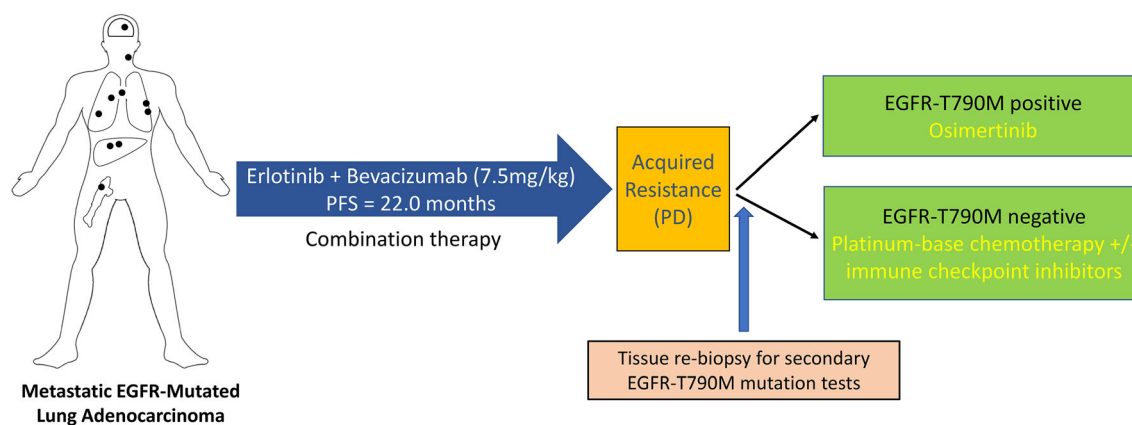 Erlotinib + Bevacizumab (7.5mg/kg)
PFS = 22.0 months
Combination therapy
Acquired
Resistance
(PD)
EGFR-T790M positive
Osimertinib
EGFR-T790M negative
Platinum-base chemotherapy +/-
immune checkpoint inhibitors
Tissue re-biopsy for secondary
EGFR-T790M mutation tests
Metastatic EGFR-Mutated
Lung Adenocarcinoma